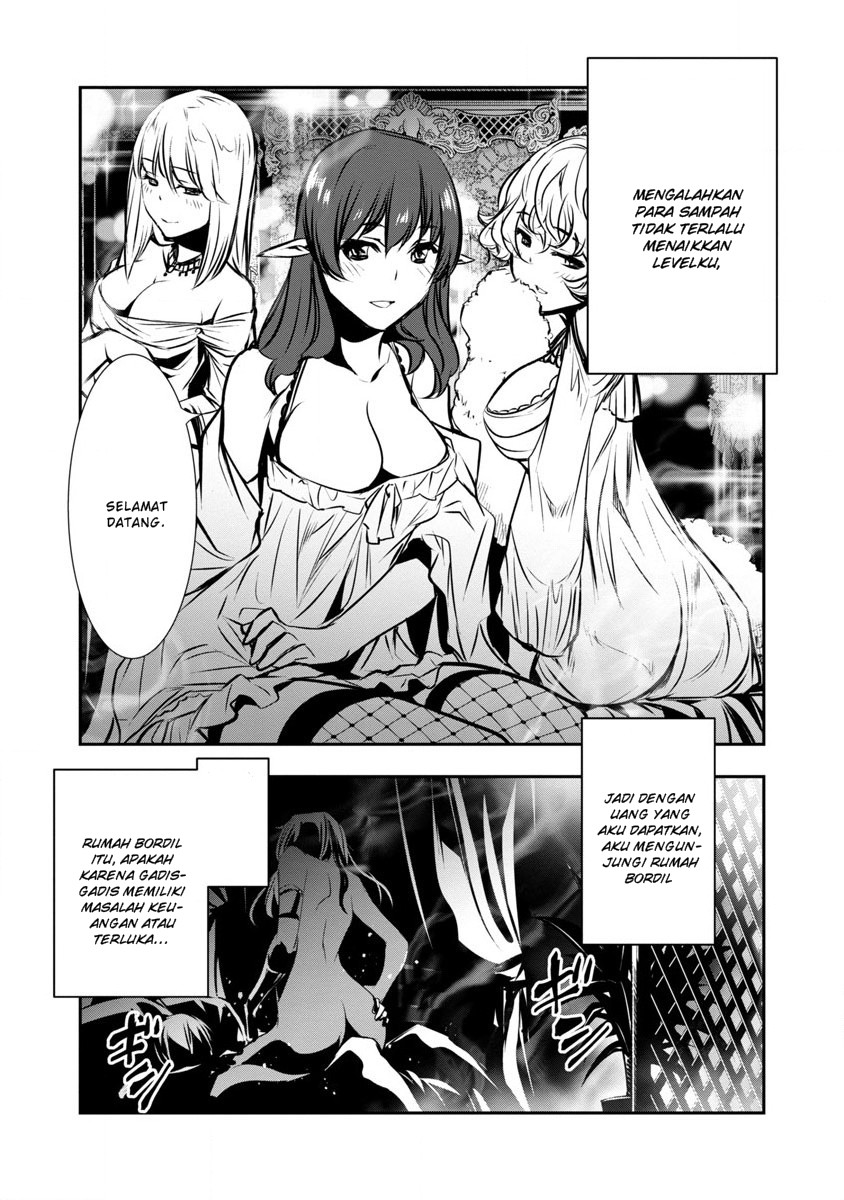 MENGALAHKAN
PARA SAMPAH
TIDAK TERLALU
MENAIKKAN
LEVELKU,
SELAMAT
DATANG.
JADI DENGAN
UANG YANG
AKU DAPATKAN,
AKU MENGUN-
JUNGI RUMAH
BORDIL
RUMAH BORDIL
ITU, APAKAH
KARENA GADIS-
GADIS MEMILIKI
MASALAH KEU-
ANGAN ATAU
TERLUKA...
ギシ
ギシ